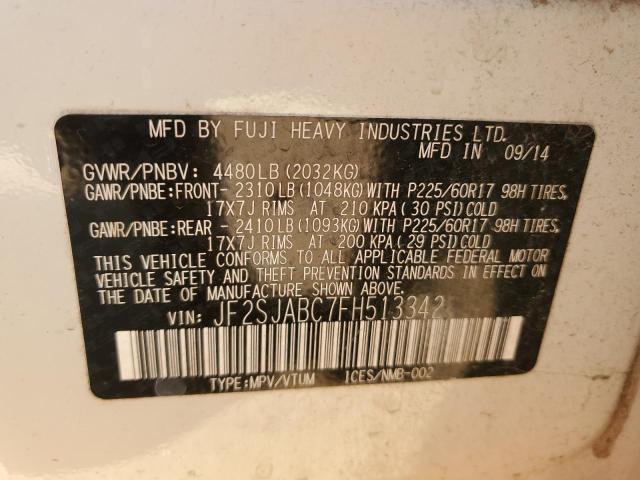 MFD BY FUJI HEAVY INDUSTRIES LTD.
MFD IN 09/14
GVWR/PNBV: 4480LB(2032KG)
GAWR/PNBE:FRONT- 2310LB(1048KG)WITH P225/60R17 98H TIRES,
17X7J RIMS AT 210 KPA(30 PSI)COLD
GAWR/PNBE:REAR - 2410LB(1093KG)WITH P225/60R17 98H TIRES,
17X7J RIMS AT 200 KPA(29 PSI)COLD
THIS VEHICLE CONFORMS TO ALL APPLICABLE FEDERAL MOTOR
VEHICLE SAFETY AND THEFT PREVENTION STANDARDS IN EFFECT ON
THE DATE OF MANUFACTURE SHOWN ABOVE.
VIN: JF2SJABC7FH513342
TYPE:MPV/VTUM ICES/NMB-002